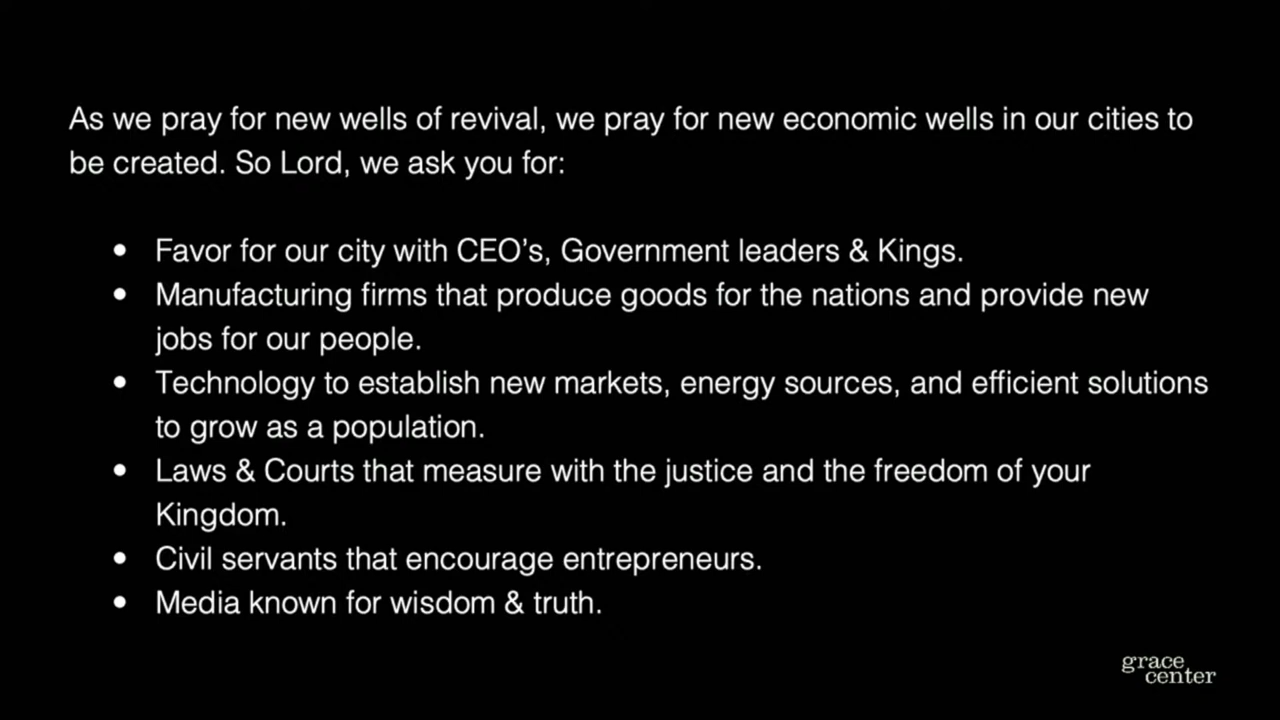 As we pray for new wells of revival, we pray for new economic wells in our cities to
be created. So Lord, we ask you for:
• Favor for our city with CEO's, Government leaders & Kings.
• Manufacturing firms that produce goods for the nations and provide new
jobs for our people.
• Technology to establish new markets, energy sources, and efficient solutions
to grow as a population.
• Laws & Courts that measure with the justice and the freedom of your
Kingdom.
• Civil servants that encourage entrepreneurs.
• Media known for wisdom & truth.
grace
center